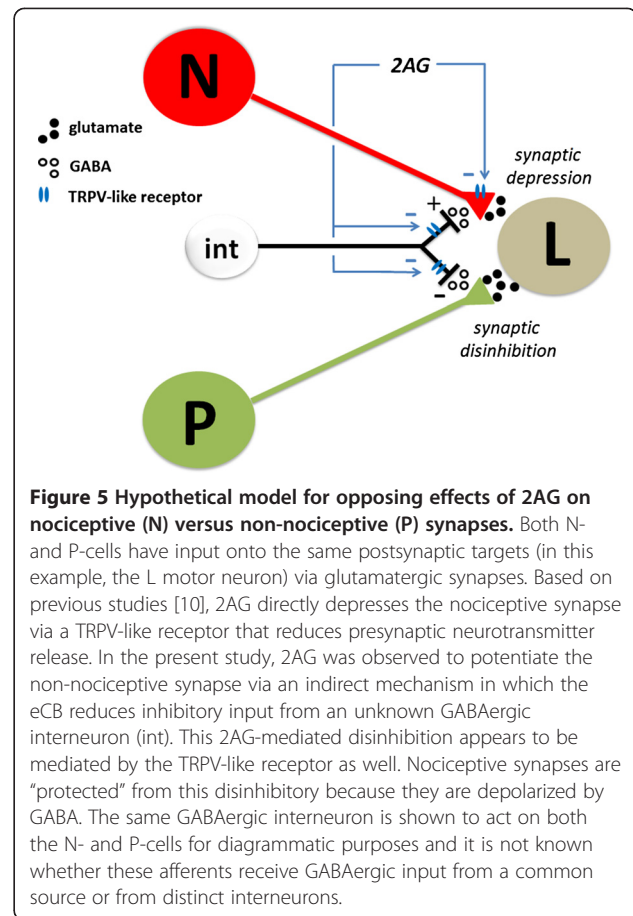 N
2AG
glutamate
GABA
TRPV-like receptor
synaptic
depression
-
+
-
int
L
-
-
synaptic
disinhibition
P
Figure 5 Hypothetical model for opposing effects of 2AG on
nociceptive (N) versus non-nociceptive (P) synapses. Both N-
and P-cells have input onto the same postsynaptic targets (in this
example, the L motor neuron) via glutamatergic synapses. Based on
previous studies [10], 2AG directly depresses the nociceptive synapse
via a TRPV-like receptor that reduces presynaptic neurotransmitter
release. In the present study, 2AG was observed to potentiate the
non-nociceptive synapse via an indirect mechanism in which the
eCB reduces inhibitory input from an unknown GABAergic
interneuron (int). This 2AG-mediated disinhibition appears to be
mediated by the TRPV-like receptor as well. Nociceptive synapses are
“protected” from this disinhibitory because they are depolarized by
GABA. The same GABAergic interneuron is shown to act on both
the N- and P-cells for diagrammatic purposes and it is not known
whether these afferents receive GABAergic input from a common
source or from distinct interneurons.